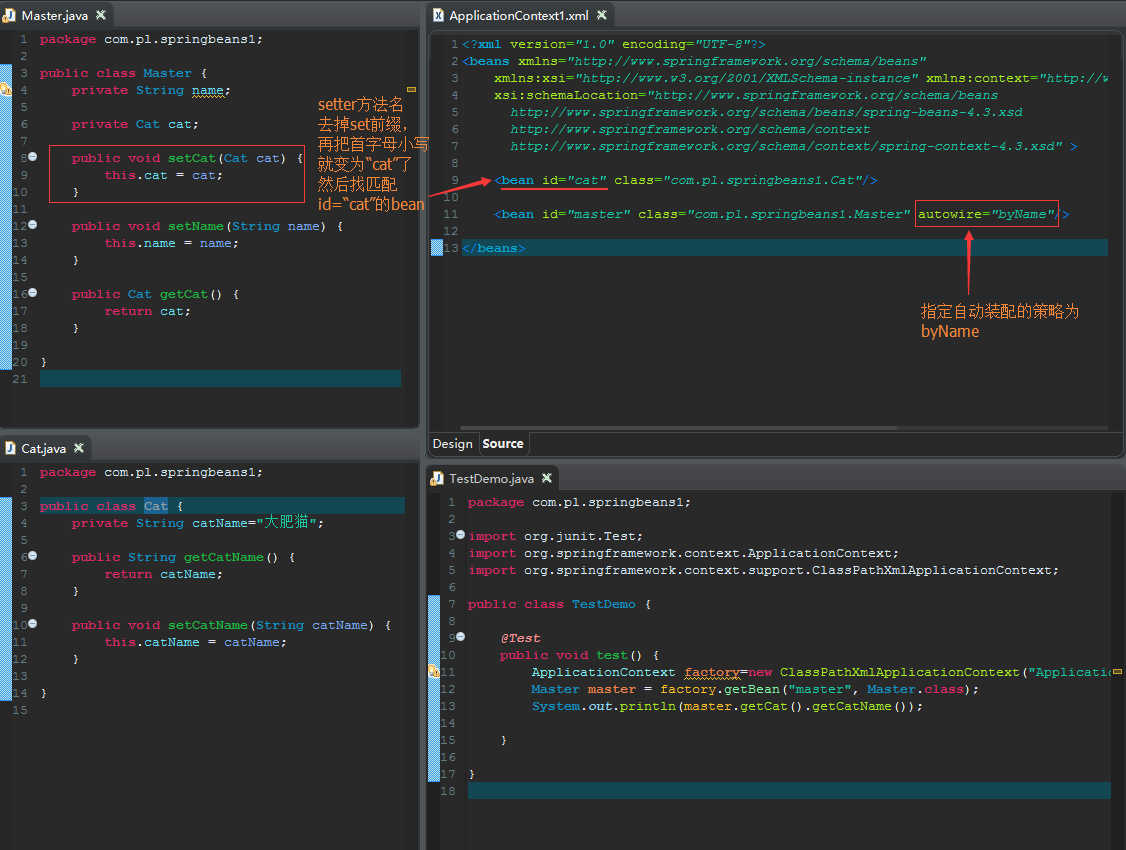 Master.java
1 package com.pl.springbeans1;
2
3 public class Master {
4 private String name;
5
6 private Cat cat;
7
8 public void setCat(Cat cat) {
9 this.cat = cat;
10 }
11
12 public void setName(String name) {
13 this.name = name;
14 }
15
16 public Cat getCat() {
17 return cat;
18 }
19
20 }
21
setter方法名
去掉set前缀，
再把首字母小写
就变为“cat”了
然后找匹配
id=“cat”的bean
ApplicationContext1.xml
1 <?xml version="1.0" encoding="UTF-8"?>
2 <beans xmlns="http://www.springframework.org/schema/beans"
3 xmlns:xsi="http://www.w3.org/2001/XMLSchema-instance" xmlns:context="http://w
4 xsi:schemaLocation="http://www.springframework.org/schema/beans
5 http://www.springframework.org/schema/beans/spring-beans-4.3.xsd
6 http://www.springframework.org/schema/context
7 http://www.springframework.org/schema/context/spring-context-4.3.xsd" >
8
9 <bean id="cat" class="com.pl.springbeans1.Cat"/>
10
11 <bean id="master" class="com.pl.springbeans1.Master" autowire="byName"/>
12
13 </beans>
指定自动装配的策略为
byName
Design Source
Cat.java
1 package com.pl.springbeans1;
2
3 public class Cat {
4 private String catName="大肥猫";
5
6 public String getCatName() {
7 return catName;
8 }
9
10 public void setCatName(String catName) {
11 this.catName = catName;
12 }
13
14 }
15
TestDemo.java
1 package com.pl.springbeans1;
2
3 import org.junit.Test;
4 import org.springframework.context.ApplicationContext;
5 import org.springframework.context.support.ClassPathXmlApplicationContext;
6
7 public class TestDemo {
8
9 @Test
10 public void test() {
11 ApplicationContext factory=new ClassPathXmlApplicationContext("Applicati
12 Master master = factory.getBean("master", Master.class);
13 System.out.println(master.getCat().getCatName());
14
15 }
16
17 }
18